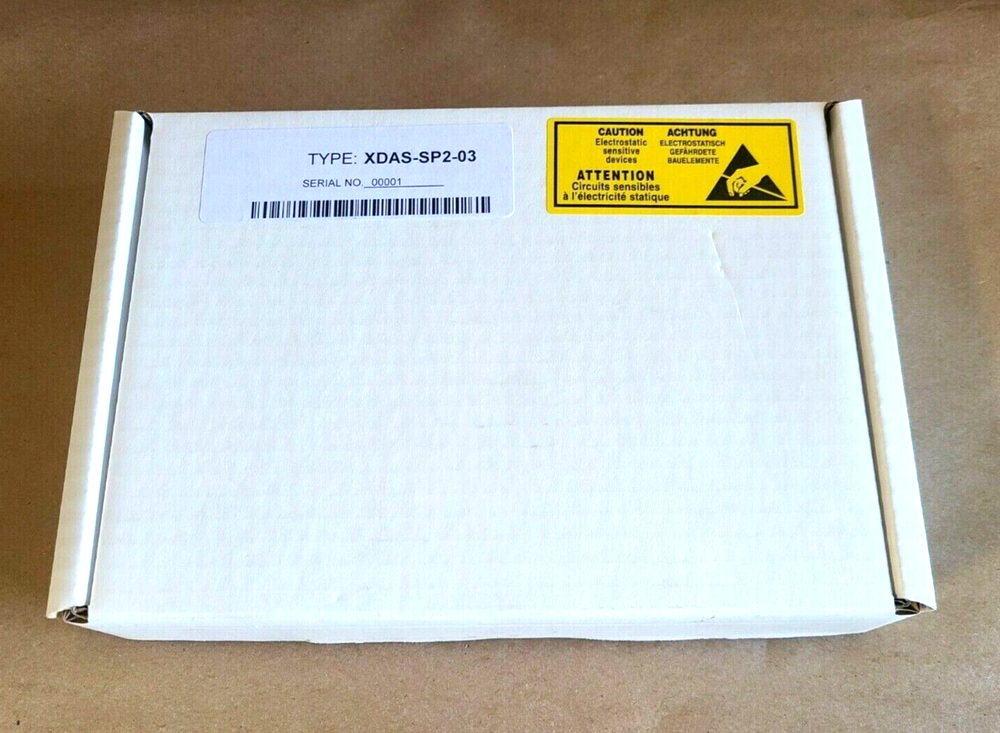 TYPE: XDAS-SP2-03
SERIAL NO. 00001
CAUTION
Electrostatic
sensitive
devices
ACHTUNG
ELECTROSTATISCH
GEFÄHRDETE
BAUELEMENTE
ATTENTION
Circuits sensibles
à l'électricité statique